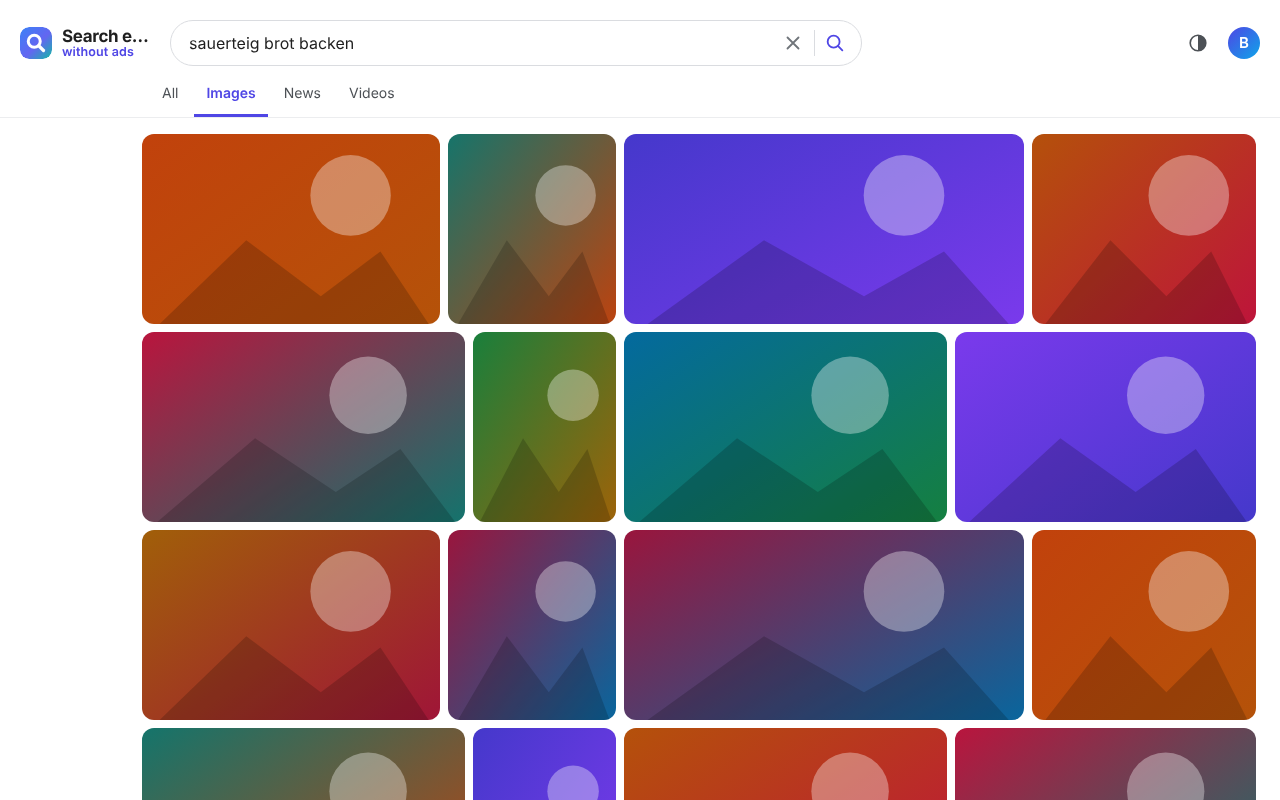 Search e…
without ads
sauerteig brot backen
B
All
Images
News
Videos